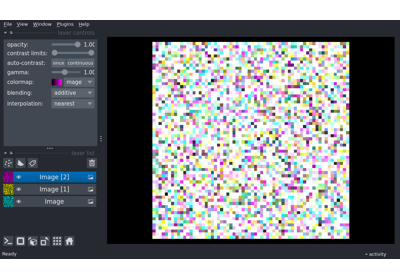 File View Window Plugins Help
layer controls
opacity: 1.00
contrast limits:
auto-contrast: once continuous
gamma: 1.00
colormap: mage
blending: additive
interpolation: nearest
layer list
Image [2]
Image [1]
Image
Ready
activity